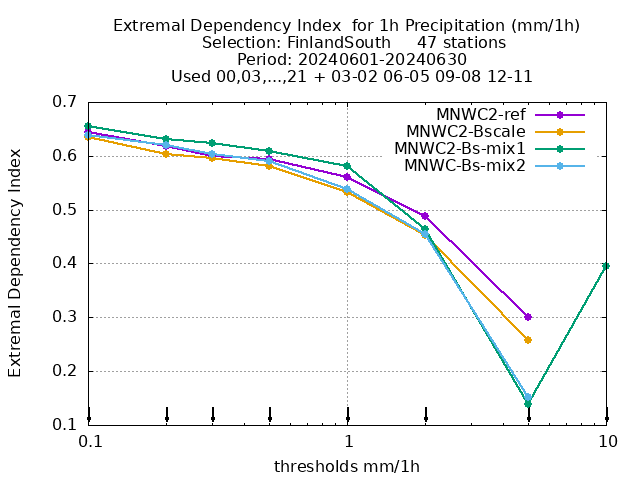 Extremal Dependency Index  for 1h Precipitation (mm/1h)
Selection: FinlandSouth     47 stations
Period: 20240601-20240630
Used 00,03,...,21 + 03-02 06-05 09-08 12-11
MNWC2-ref
MNWC2-Bscale
MNWC2-Bs-mix1
MNWC-Bs-mix2
Extremal Dependency Index
0.7
0.6
0.5
0.4
0.3
0.2
0.1
0.1 1 10
thresholds mm/1h